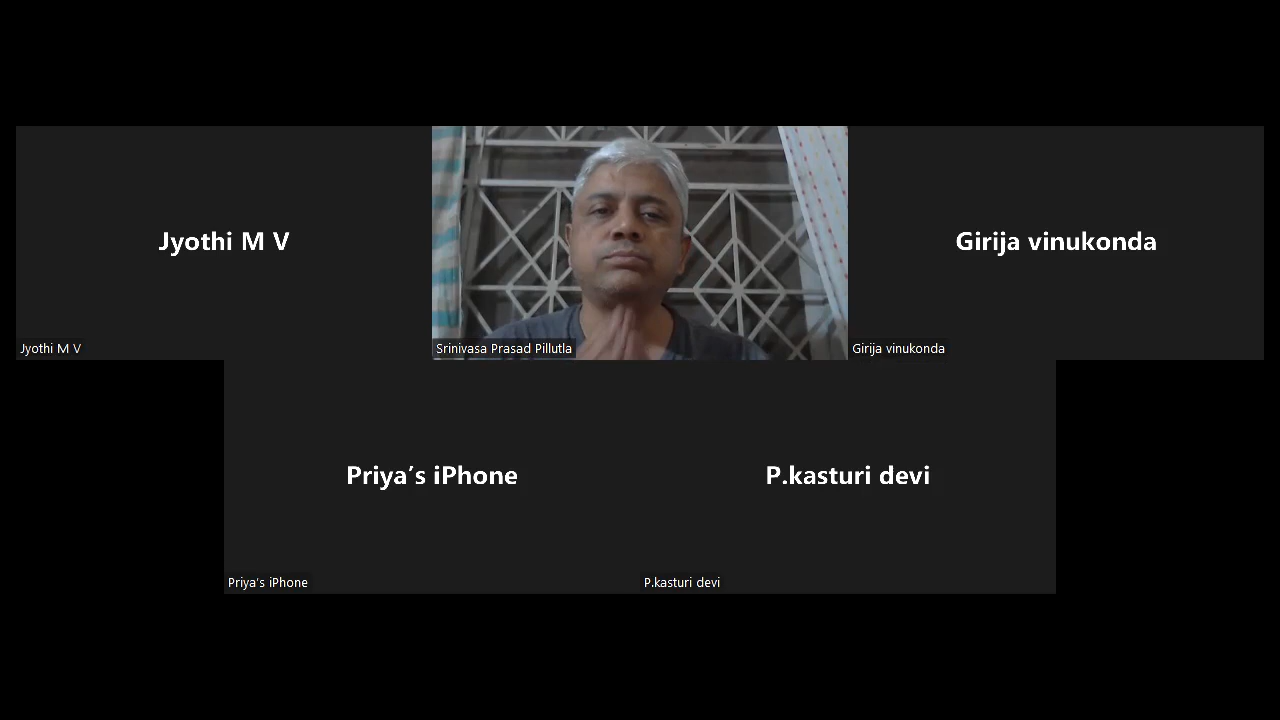 Jyothi M V
Jyothi M V
Srinivasa Prasad Pillutla
Girija vinukonda
Girija vinukonda
Priya’s iPhone
Priya’s iPhone
P.kasturi devi
P.kasturi devi